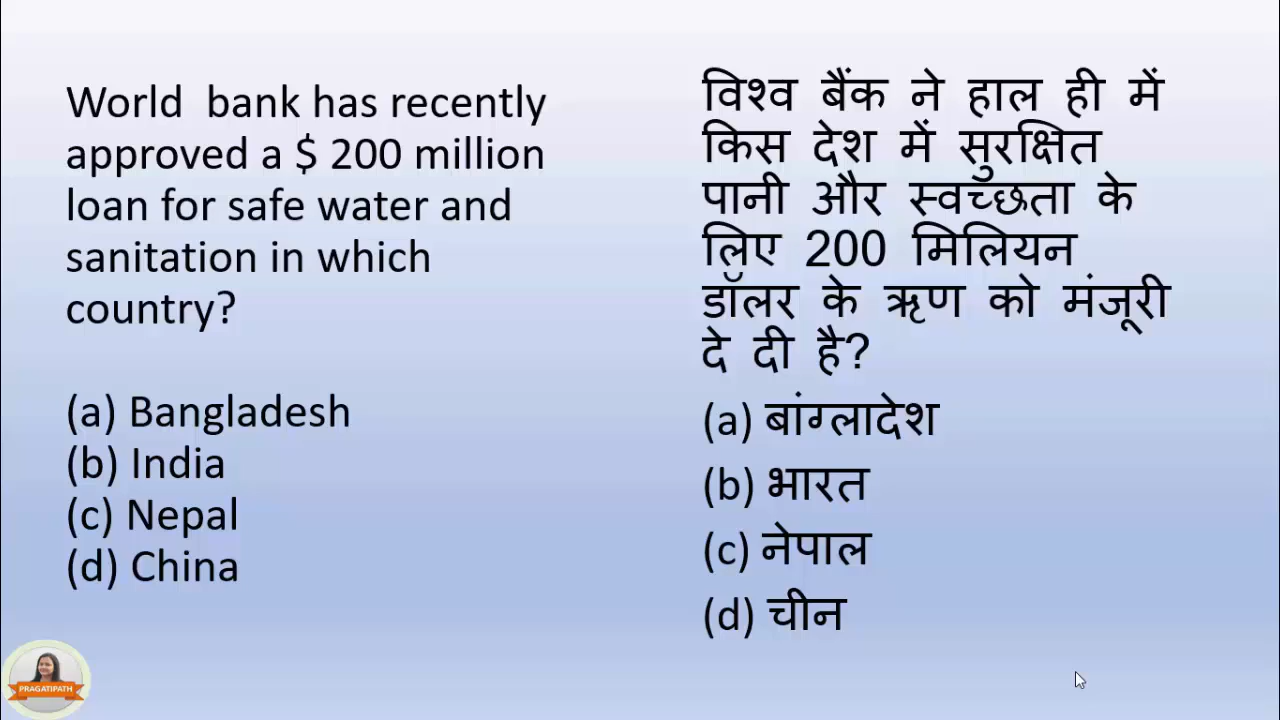 World bank has recently
approved a $ 200 million
loan for safe water and
sanitation in which
country?
(a) Bangladesh
(b) India
(c) Nepal
(d) China
विश्व बैंक ने हाल ही में
किस देश में सुरक्षित
पानी और स्वच्छता के
लिए 200 मिलियन
डॉलर के ऋण को मंजूरी
दे दी है?
(a) बांग्लादेश
(b) भारत
(c) नेपाल
(d) चीन
PRAGATIPATH